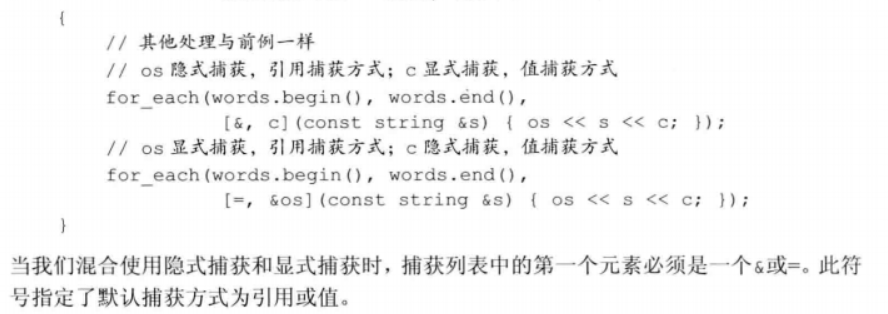 {
// 其他处理与前例一样
// os 隐式捕获，引用捕获方式；c 显式捕获，值捕获方式
for_each(words.begin(), words.end(),
[&, c](const string &s) { os << s << c; });
// os 显式捕获，引用捕获方式；c 隐式捕获，值捕获方式
for_each(words.begin(), words.end(),
[=, &os](const string &s) { os << s << c; });
}
当我们混合使用隐式捕获和显式捕获时，捕获列表中的第一个元素必须是一个&或=。此符
号指定了默认捕获方式为引用或值。